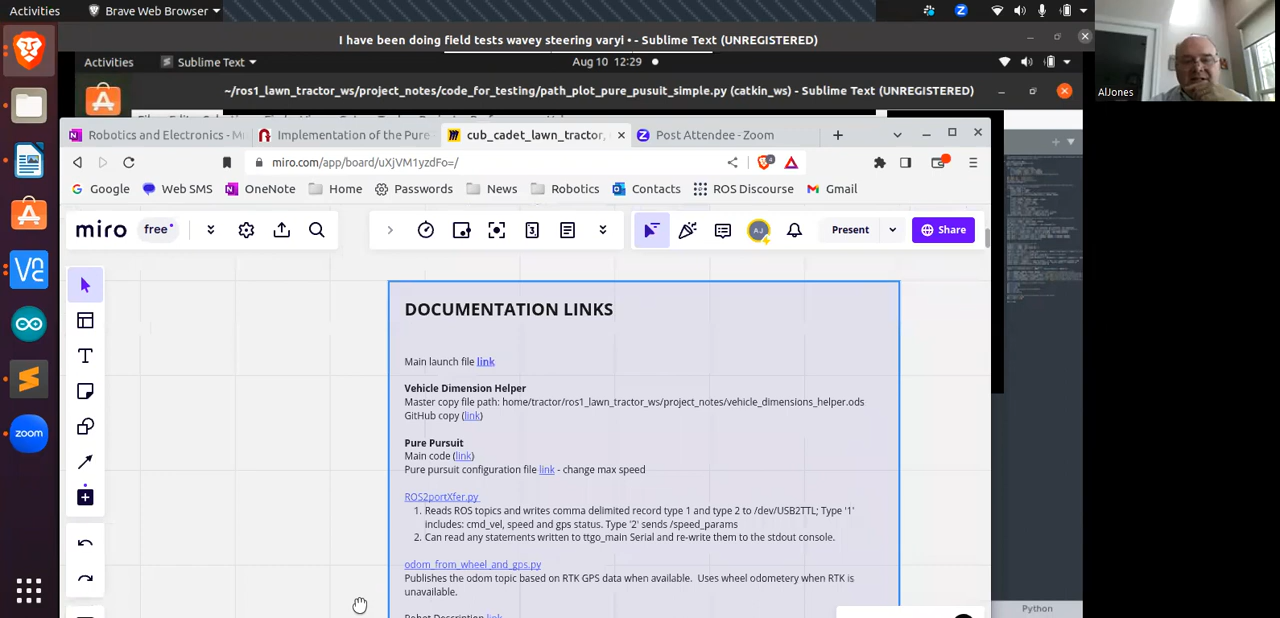 Activities
Brave Web Browser
I have been doing field tests wavey steering varyi • - Sublime Text (UNREGISTERED)
Activities
Sublime Text
Aug 10 12:29
~/ros1_lawn_tractor_ws/project_notes/code_for_testing/path_plot_pure_pusuit_simple.py (catkin_ws) - Sublime Text (UNREGISTERED)
AlJones
Robotics and Electronics - M
Implementation of the Pure
cub_cadet_lawn_tractor,
Post Attendee - Zoom
miro.com/app/board/uXjVM1yzdFo=/
4
Google
Web SMS
OneNote
Home
Passwords
News
Robotics
Contacts
ROS Discourse
Gmail
miro
free
3
AJ
Present
Share
DOCUMENTATION LINKS
Main launch file link
Vehicle Dimension Helper
Master copy file path: home/tractor/ros1_lawn_tractor_ws/project_notes/vehicle_dimensions_helper.ods
GitHub copy (link)
Pure Pursuit
Main code (link)
Pure pursuit configuration file link - change max speed
ROS2portXfer.py
1. Reads ROS topics and writes comma delimited record type 1 and type 2 to /dev/USB2TTL; Type '1'
includes: cmd_vel, speed and gps status. Type '2' sends /speed_params
2. Can read any statements written to ttgo_main Serial and re-write them to the stdout console.
odom_from_wheel_and_gps.py
Publishes the odom topic based on RTK GPS data when available. Uses wheel odometery when RTK is
unavailable.
Robot Description link
zoom
Python